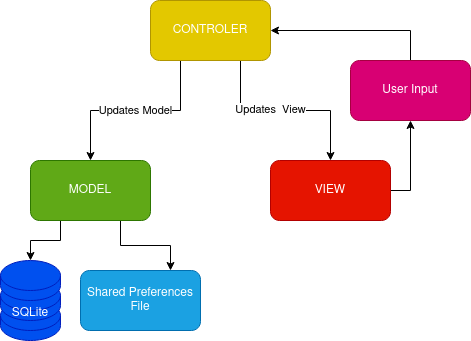 CONTROLER
User Input
Updates Model
Updates  View
MODEL
VIEW
SQLite
Shared Preferences
File